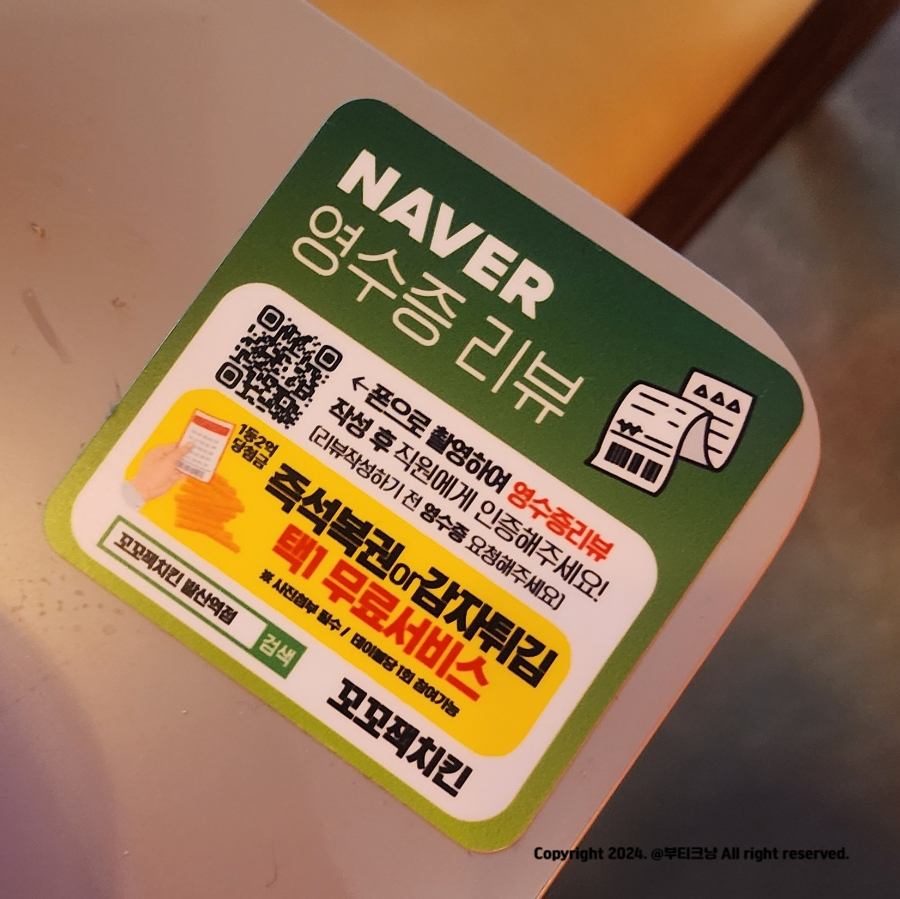 NAVER
영수증 리뷰
←폰으로 촬영하여 영수증리뷰
작성 후 직원에게 인증해주세요!
[리뷰작성하기 전 영수증 요청해주세요]
1등2억
당첨금
즉석복권or감자튀김
택1 무료서비스
※ 사진첨부 필수 / 테이블당 1회 참여가능
꼬꼬잭치킨 발산역점
검색
꼬꼬잭치킨
Copyright 2024. @부티크냥 All right reserved.